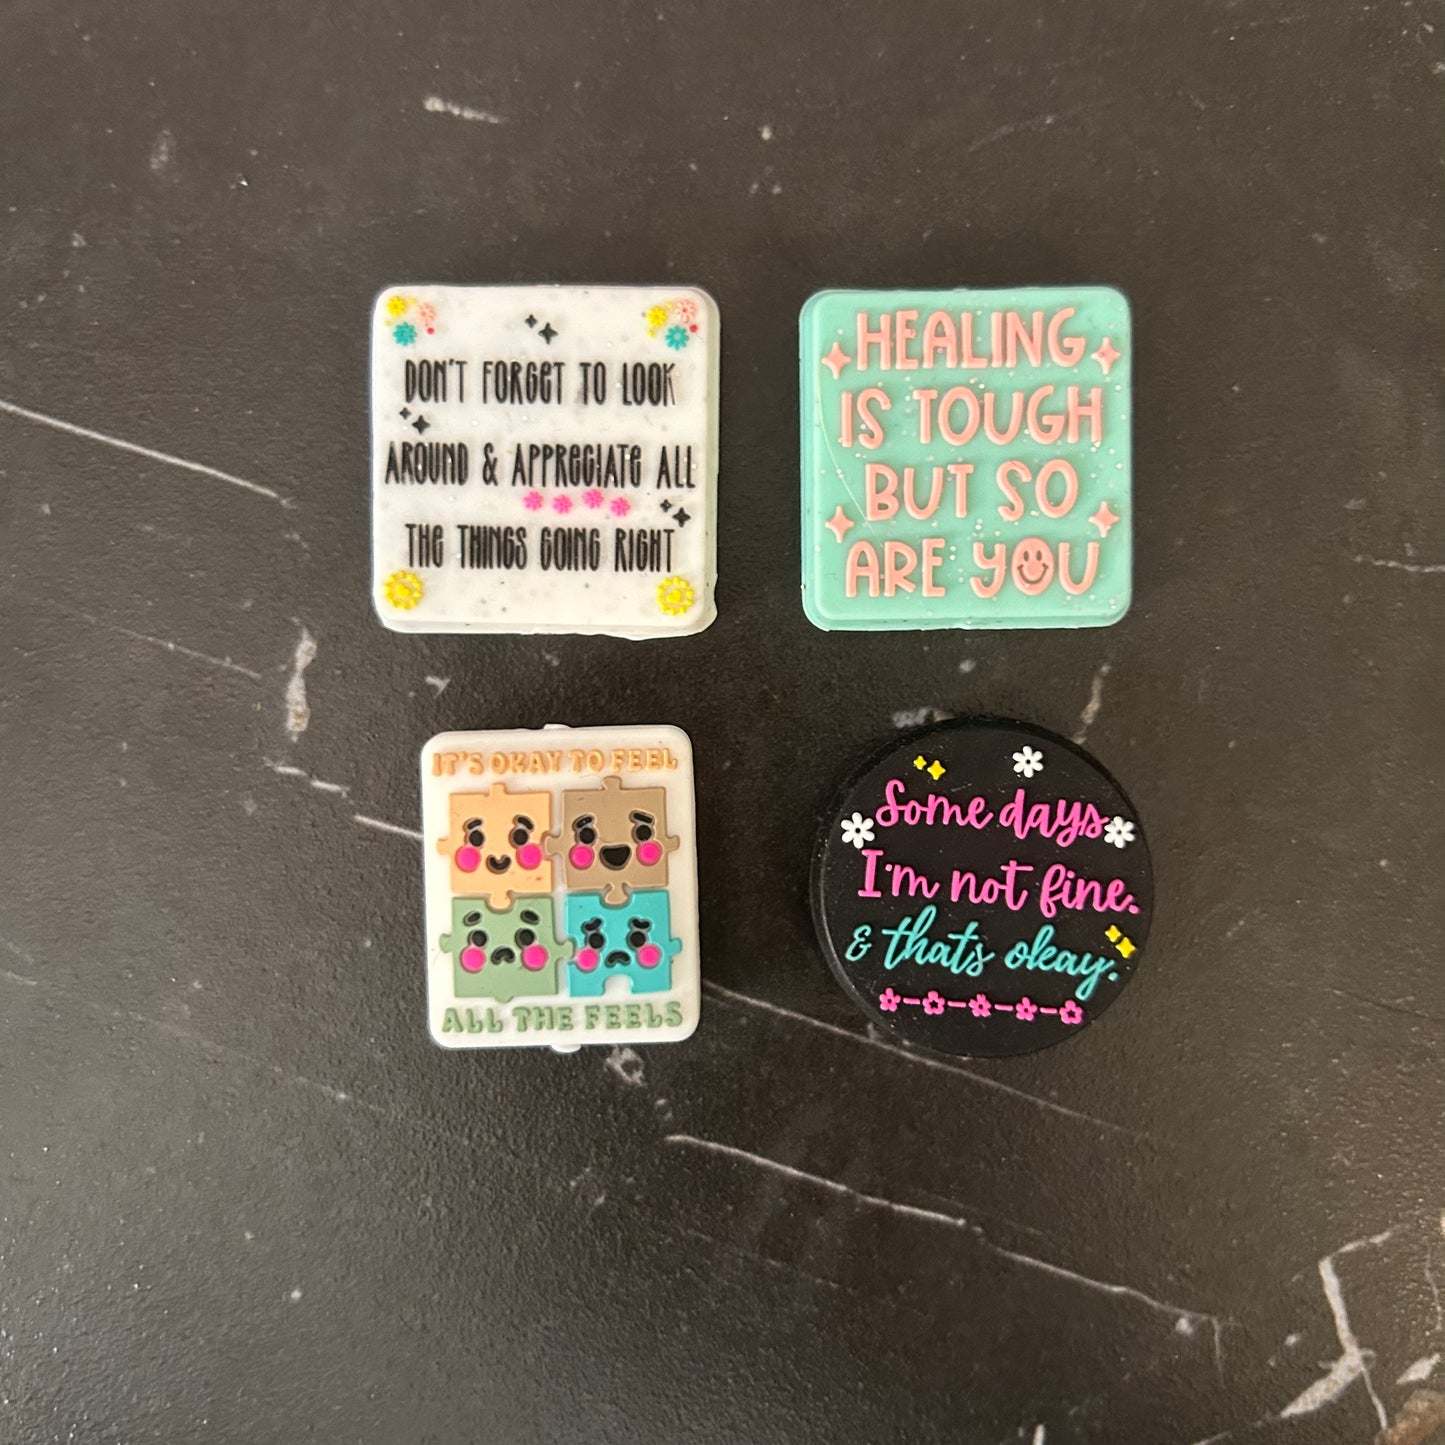 DON'T FORGET TO LOOK
AROUND & APPRECIATE ALL
THE THINGS GOING RIGHT
HEALING
IS TOUGH
BUT SO
ARE YOU
IT'S OKAY TO FEEL
ALL THE FEELS
Some days
I'm not fine.
& thats okay.